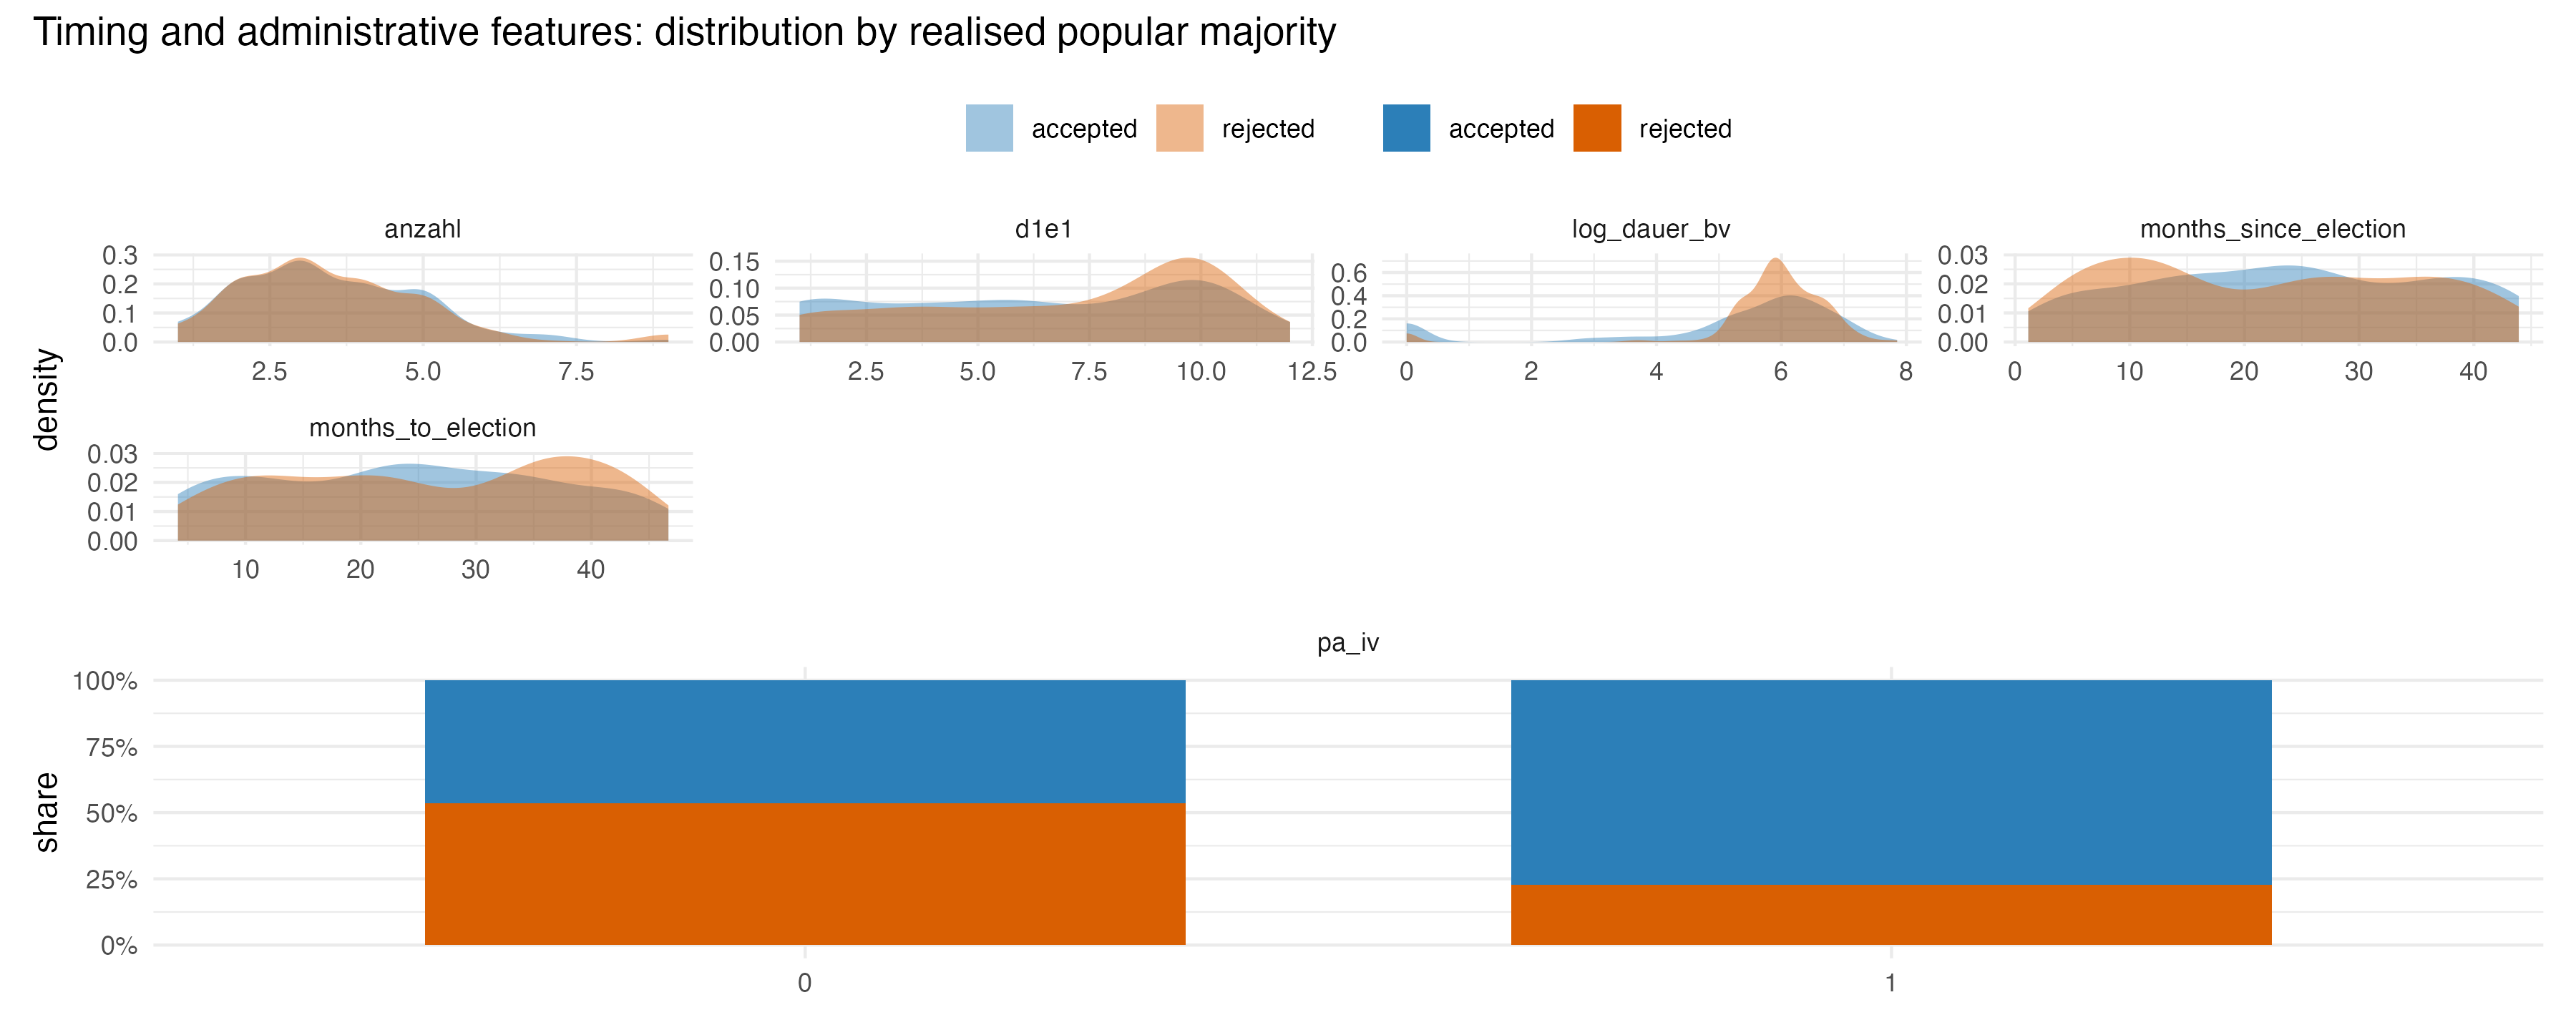 Timing and administrative features: distribution by realised popular majority
accepted rejected accepted rejected
anzahl d1e1 log_dauer_bv months_since_election
0.3 0.15 0.6 0.03
0.2 0.10 0.4 0.02
0.1 0.05 0.2 0.01
0.0 0.00 0.0 0.00
2.5 5.0 7.5 2.5 5.0 7.5 10.0 12.5 0 2 4 6 8 0 10 20 30 40
density
months_to_election
0.03
0.02
0.01
0.00
10 20 30 40
pa_iv
share
100%
75%
50%
25%
0%
0 1